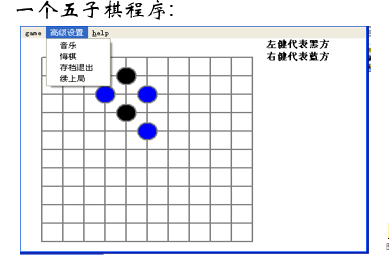 一个五子棋程序:
game 高级设置 help
音乐
悔棋
存档退出
续上局
左键代表黑方
右键代表蓝方